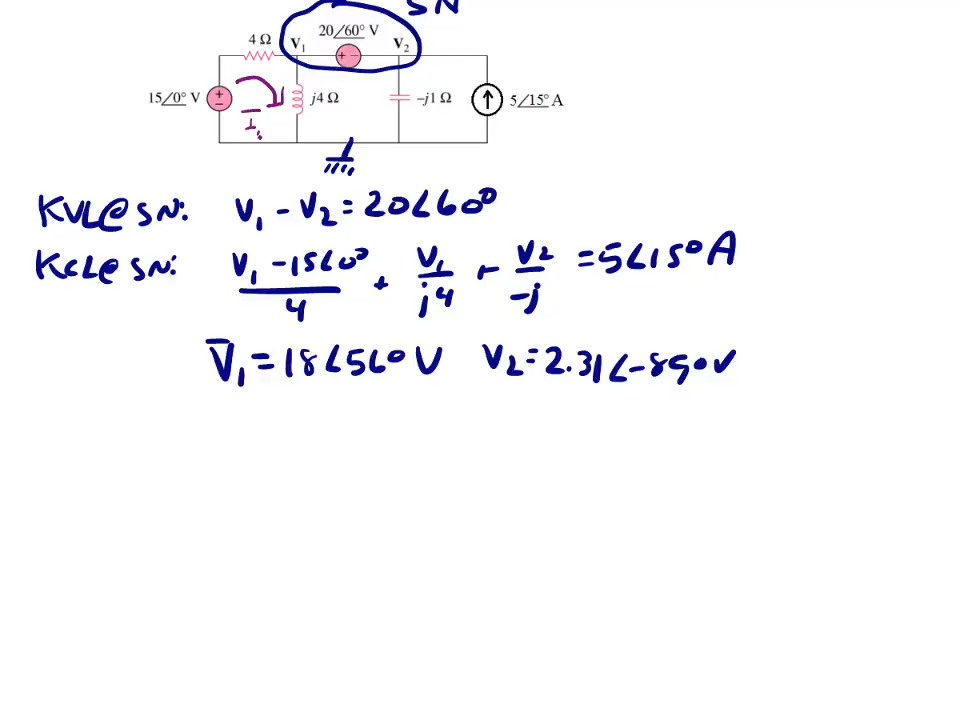 SN
20/60° V
4 Ω V₁ V₂
+ −
15/0° V + − j4 Ω −j1 Ω 5/15° A
I₁
KVL@SN: V₁ - V₂ = 20∠60°
KCL@SN: V₁ - 15∠0° / 4 + V₁ / j4 + V₂ / -j = 5∠15° A
V̅₁ = 18∠56° V V₂ = 2.31∠-89° V